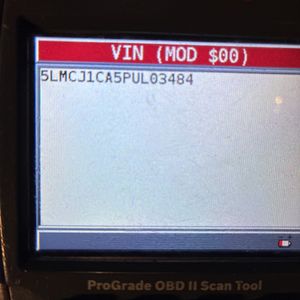 VIN (MOD $00)
5LMCJ1CA5PUL03484
ProGrade OBD II Scan Tool